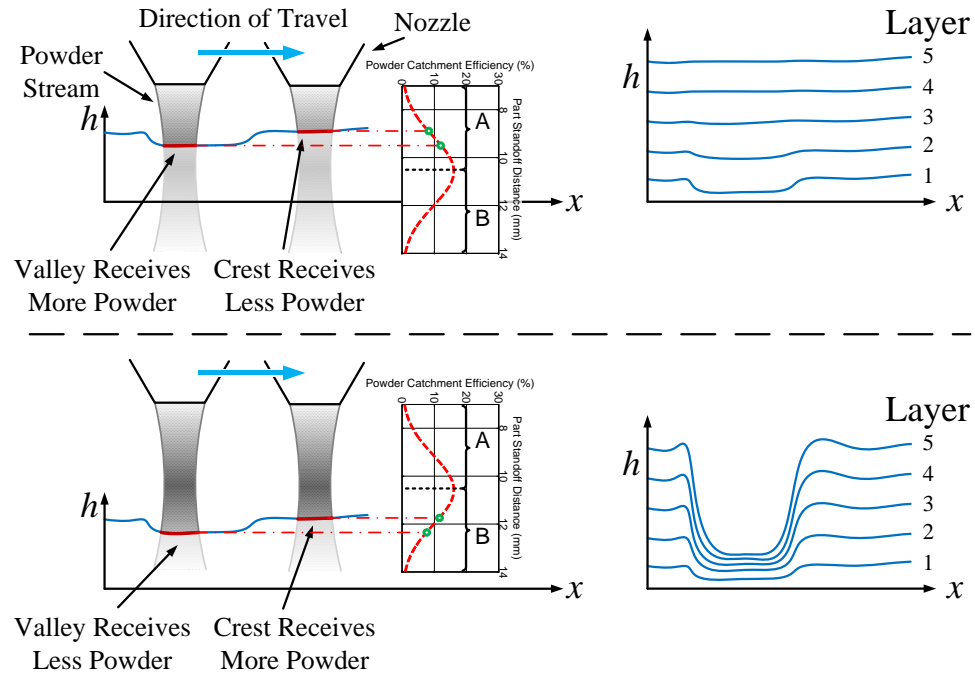 Direction of Travel
Nozzle
Powder
Stream
Powder Catchment Efficiency (%)
0
10
20
30
8
10
12
14
Part Standoff Distance (mm)
A
B
h
x
Valley Receives
More Powder
Crest Receives
Less Powder
Layer
h
5
4
3
2
1
x
Powder Catchment Efficiency (%)
0
10
20
30
8
10
12
14
Part Standoff Distance (mm)
A
B
h
x
Valley Receives
Less Powder
Crest Receives
More Powder
Layer
h
5
4
3
2
1
x